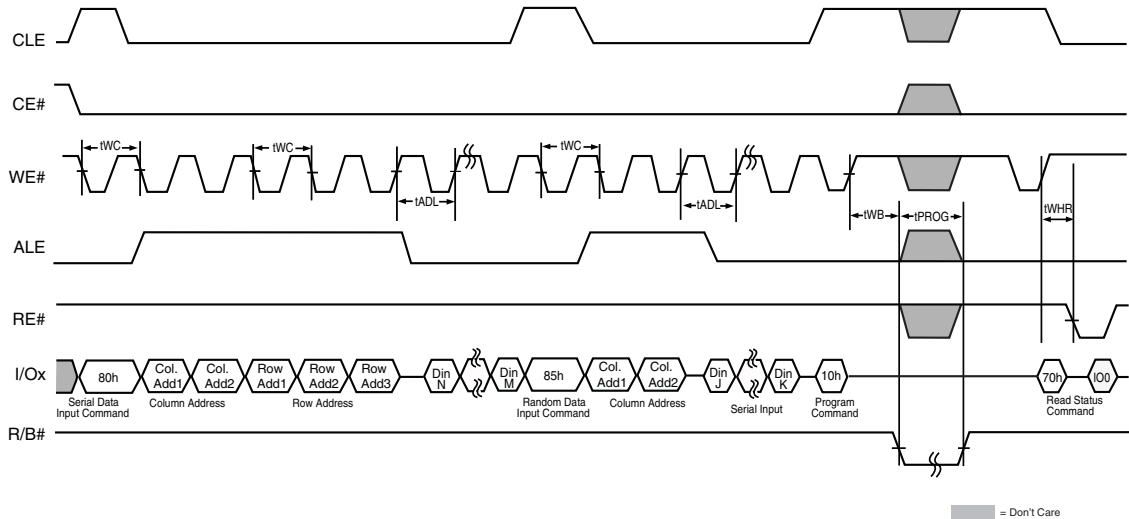 CLE
CE#
tWC tWC tWC
WE#
tADL tADL
tWB tPROG tWHR
ALE
RE#
I/Ox
80h Col. Add1 Col. Add2 Row Add1 Row Add2 Row Add3 Din N Din M 85h Col. Add1 Col. Add2 Din J Din K 10h 70h IO0
Serial Data Input Command Column Address Row Address Random Data Input Command Column Address Serial Input Program Command Read Status Command
R/B#
= Don't Care